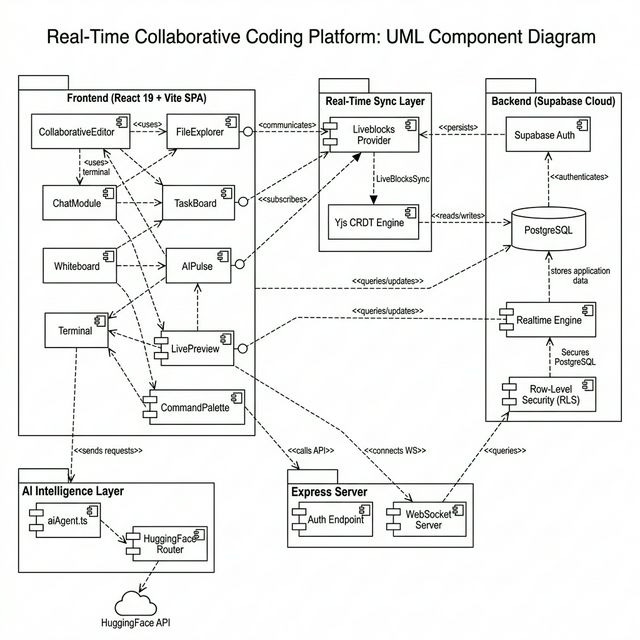 Real-Time Collaborative Coding Platform: UML Component Diagram
Frontend (React 19 + Vite SPA)
CollaborativeEditor
<<uses>>
FileExplorer
<<uses>>
terminal
ChatModule
TaskBoard
Whiteboard
AIPulse
Terminal
LivePreview
CommandPalette
<<communicates>>
<<subscribes>>
Real-Time Sync Layer
Liveblocks
Provider
LiveBlocksSync
Yjs CRDT Engine
<<persists>>
<<reads/writes>>
<<queries/updates>>
<<queries/updates>>
Backend (Supabase Cloud)
Supabase Auth
<<authenticates>>
PostgreSQL
stores application
data
Realtime Engine
Secures
PostgreSQL
Row-Level
Security (RLS)
<<sends requests>>
<<calls API>>
<<connects WS>>
<<queries>>
AI Intelligence Layer
aiAgent.ts
HuggingFace
Router
HuggingFace API
Express Server
Auth Endpoint
WebSocket
Server